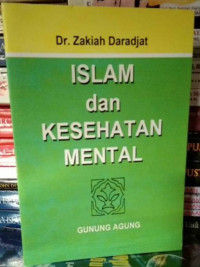 Dr. Zakiah Daradjat
ISLAM
dan
KESEHATAN
MENTAL
GUNUNG AGUNG